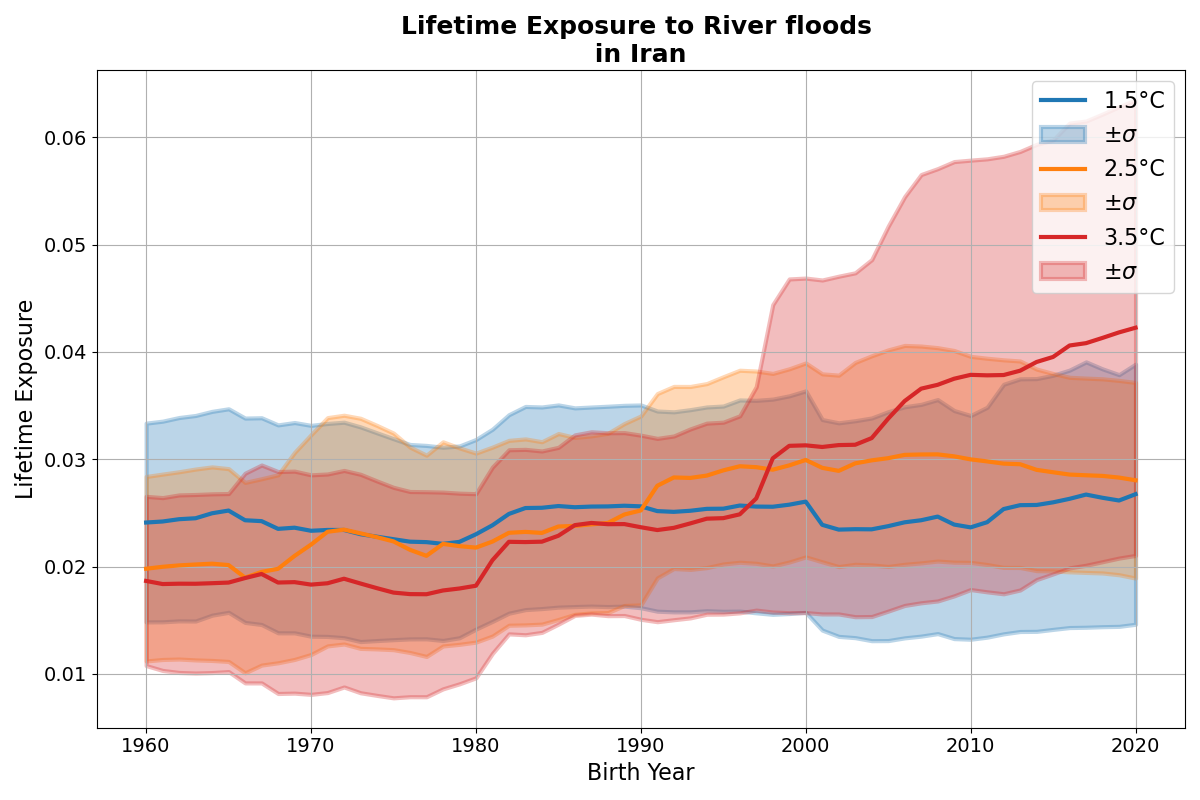 Lifetime Exposure to River floods
in Iran
Lifetime Exposure
0.06
0.05
0.04
0.03
0.02
0.01
1960 1970 1980 1990 2000 2010 2020
Birth Year
1.5°C
±σ
2.5°C
±σ
3.5°C
±σ